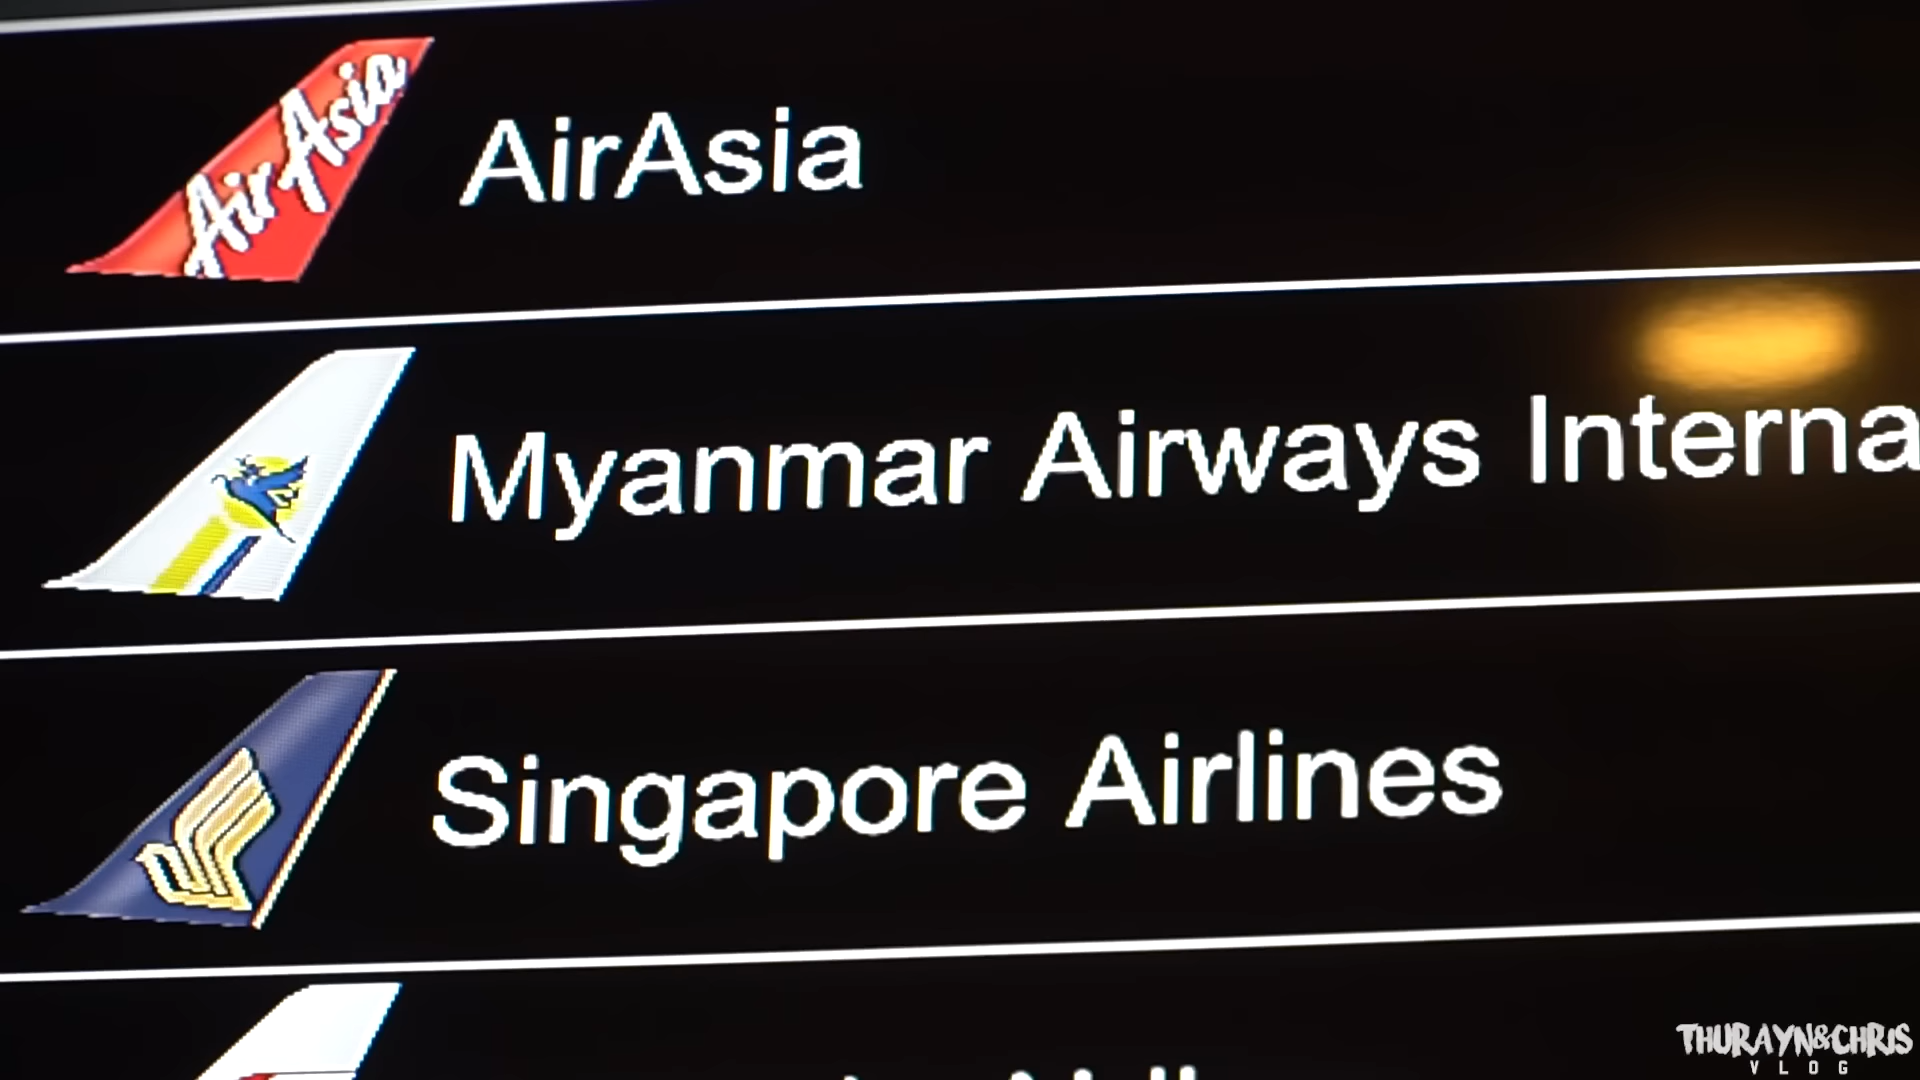 AirAsia
AirAsia
Myanmar Airways Interna
Singapore Airlines
THURAYN&CHRIS
VLOG